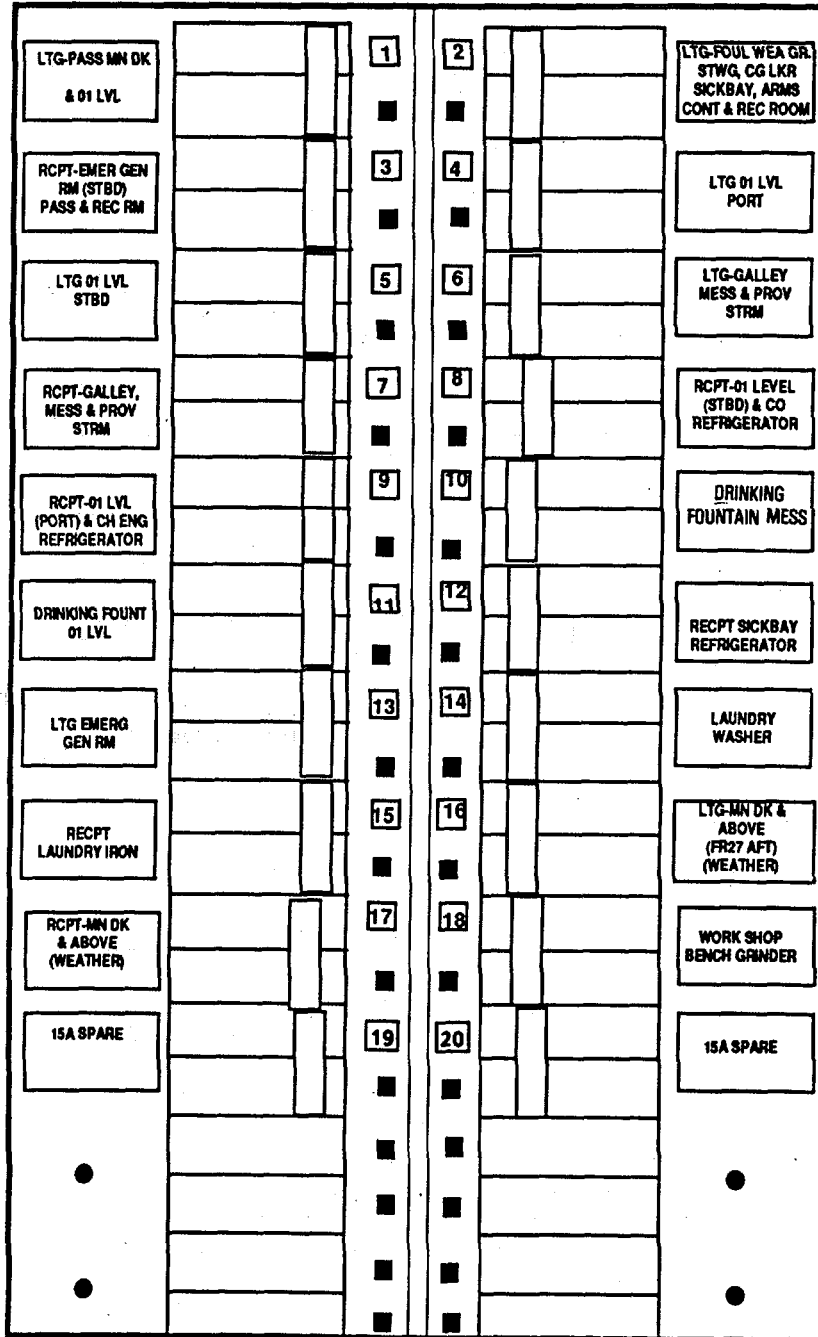 LTG-PASS MN DK
& 01 LVL
1
2
LTG-FOUL WEA GR.
STWG, CG LKR
SICKBAY, ARMS
CONT & REC ROOM
RCPT-EMER GEN
RM (STBD)
PASS & REC RM
3
4
LTG 01 LVL
PORT
LTG 01 LVL
STBD
5
6
LTG-GALLEY
MESS & PROV
STRM
RCPT-GALLEY,
MESS & PROV
STRM
7
8
RCPT-01 LEVEL
(STBD) & CO
REFRIGERATOR
RCPT-01 LVL
(PORT) & CH ENG
REFRIGERATOR
9
10
DRINKING
FOUNTAIN MESS
DRINKING FOUNT
01 LVL
11
12
RECPT SICKBAY
REFRIGERATOR
LTG EMERG
GEN RM
13
14
LAUNDRY
WASHER
RECPT
LAUNDRY IRON
15
16
LTG-MN DK &
ABOVE
(FR27 AFT)
(WEATHER)
RCPT-MN DK
& ABOVE
(WEATHER)
17
18
WORK SHOP
BENCH GRINDER
15A SPARE
19
20
15A SPARE